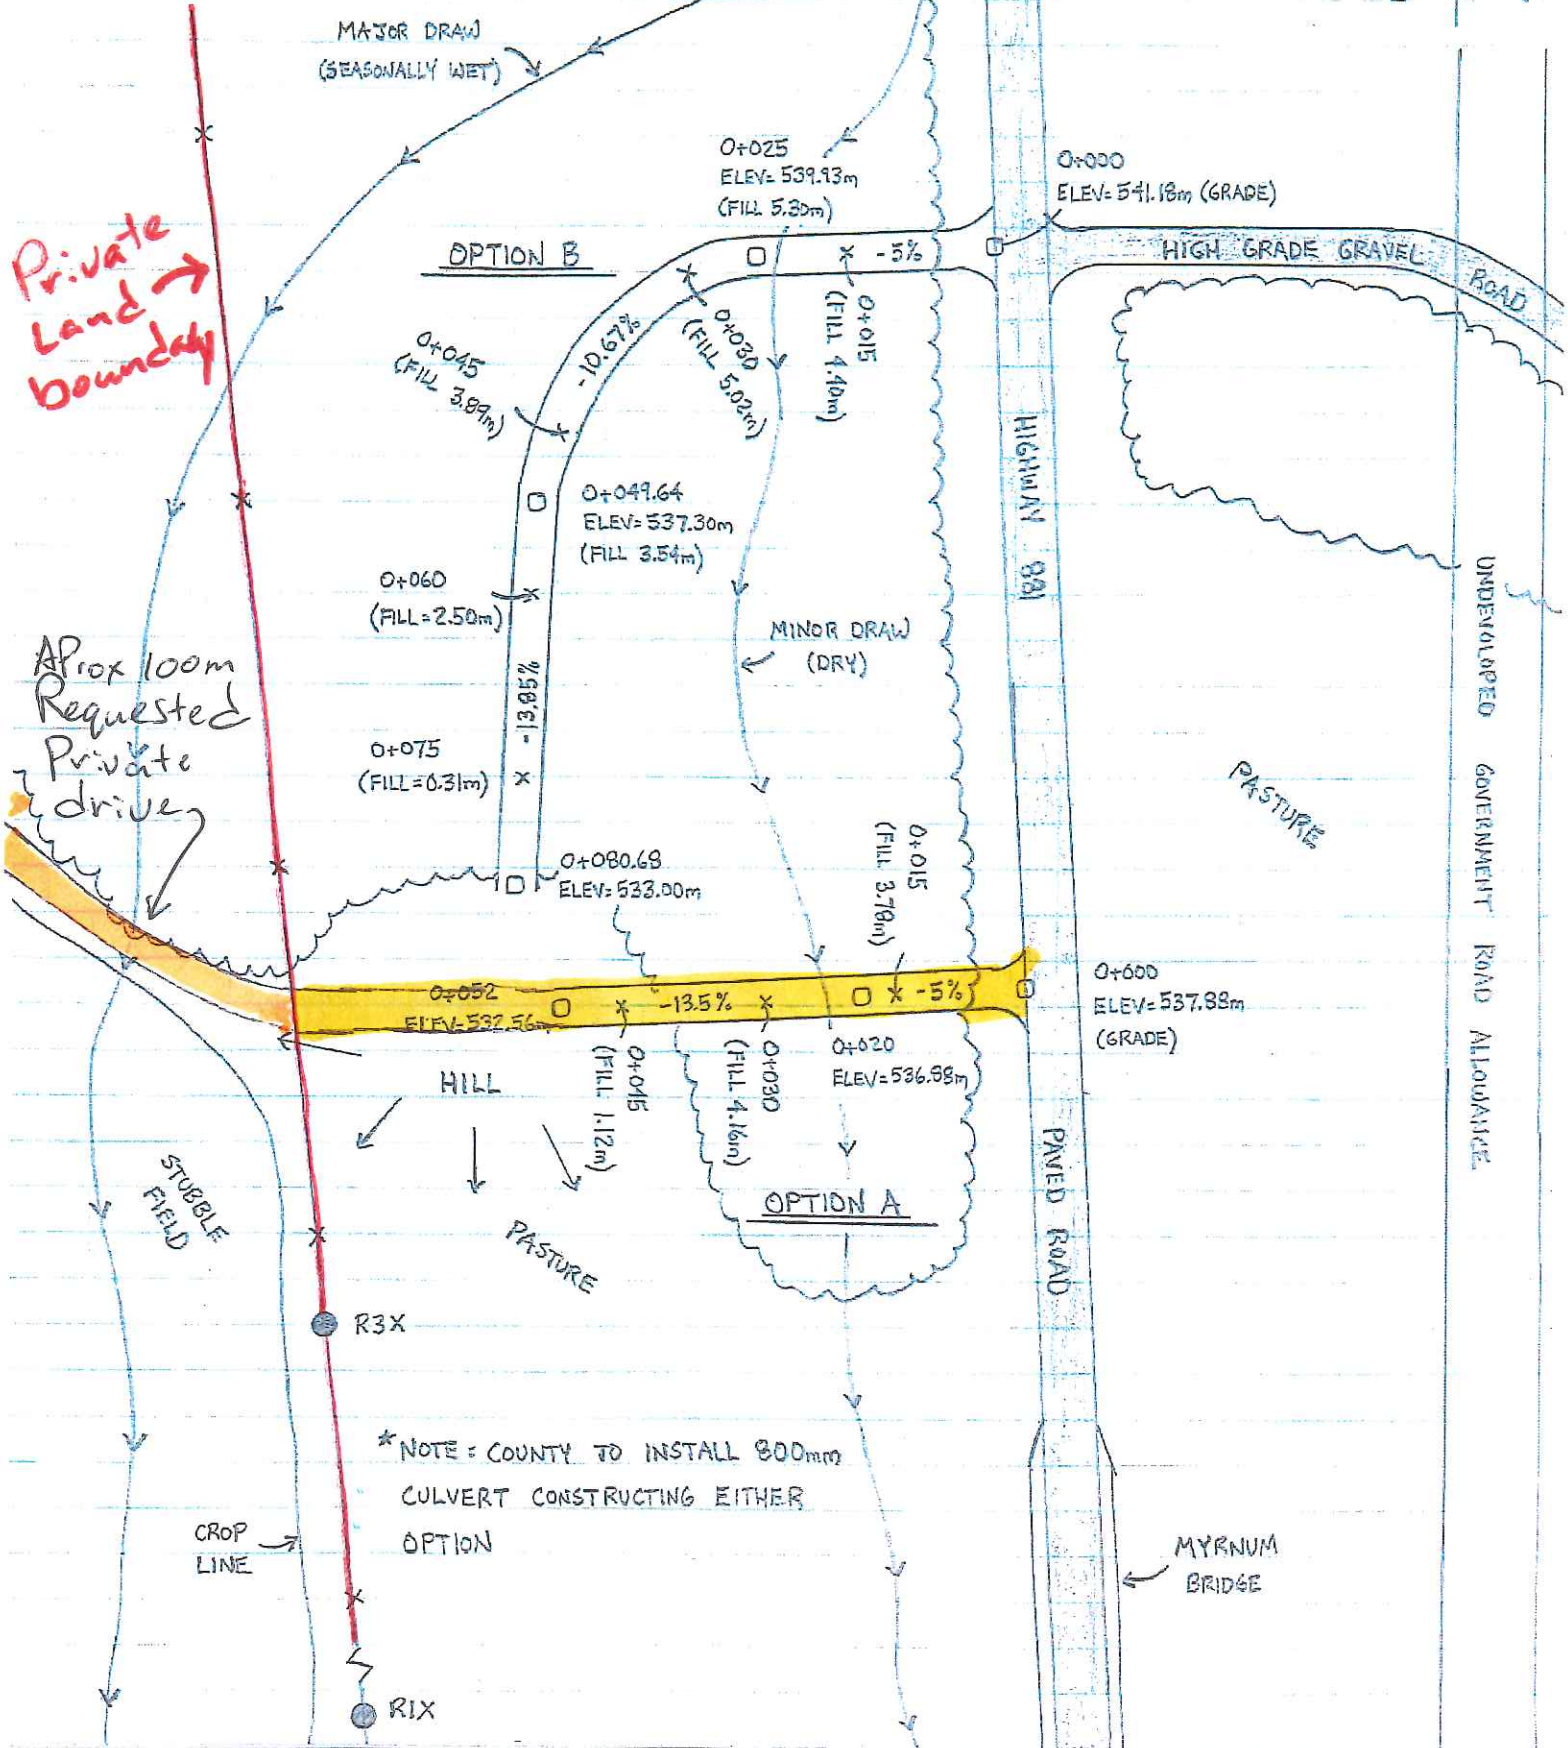 MAJOR DRAW
(SEASONALLY WET)
0+025
ELEV= 539.93m
(FILL 5.30m)
0+000
ELEV= 541.18m (GRADE)
Private
Land
boundary
OPTION B
-5%
HIGH GRADE GRAVEL
ROAD
0+015
(FILL 4.40m)
0+030
(FILL 5.02m)
-10.67%
0+045
(FILL 3.89m)
HIGHWAY 881
0+049.64
ELEV= 537.30m
(FILL 3.54m)
0+060
(FILL=2.50m)
MINOR DRAW
(DRY)
UNDEVOLOPED GOVERNMENT ROAD ALLOWANCE
AProx 100m
Requested
Private
drive
-13.85%
0+075
(FILL=0.31m)
PASTURE
0+015
(FILL 3.78m)
0+080.68
ELEV= 533.00m
0+052
ELEV=532.56m
-13.5%
-5%
0+000
ELEV= 537.88m
(GRADE)
0+020
ELEV=536.88m
HILL
0+045
(FILL 1.12m)
0+030
(FILL 4.16m)
STUBBLE
FIELD
PASTURE
OPTION A
PAVED ROAD
R3X
*NOTE: COUNTY TO INSTALL 800mm
CULVERT CONSTRUCTING EITHER
OPTION
CROP
LINE
MYRNUM
BRIDGE
R1X